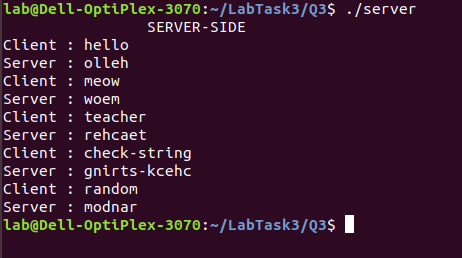 lab@Dell-OptiPlex-3070:~/LabTask3/Q3$ ./server
SERVER-SIDE
Client : hello
Server : olleh
Client : meow
Server : woem
Client : teacher
Server : rehcaet
Client : check-string
Server : gnirts-kcehc
Client : random
Server : modnar
lab@Dell-OptiPlex-3070:~/LabTask3/Q3$